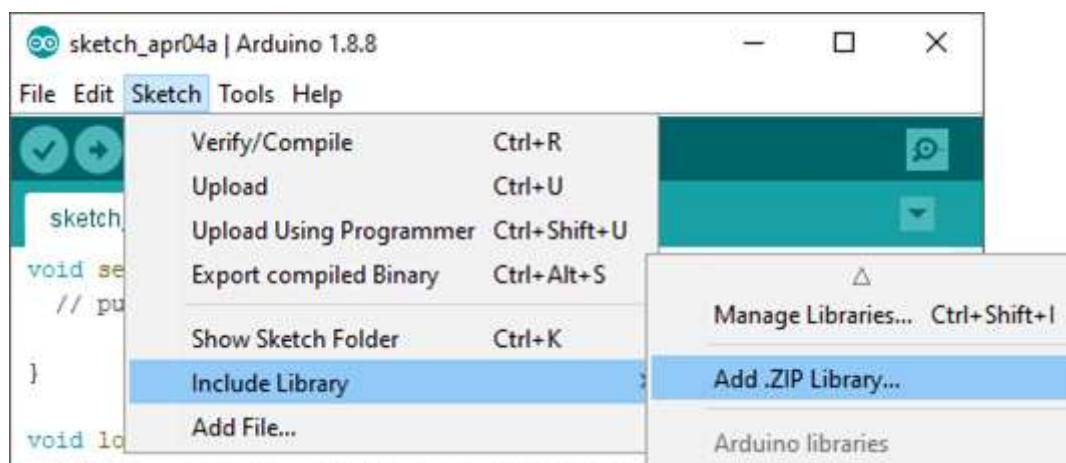 sketch_apr04a | Arduino 1.8.8
File Edit Sketch Tools Help
Verify/Compile Ctrl+R
Upload Ctrl+U
sketch_
Upload Using Programmer Ctrl+Shift+U
void se
Export compiled Binary Ctrl+Alt+S
// pu
Manage Libraries... Ctrl+Shift+I
Show Sketch Folder Ctrl+K
}
Include Library
Add .ZIP Library...
Add File...
void lo
Arduino libraries